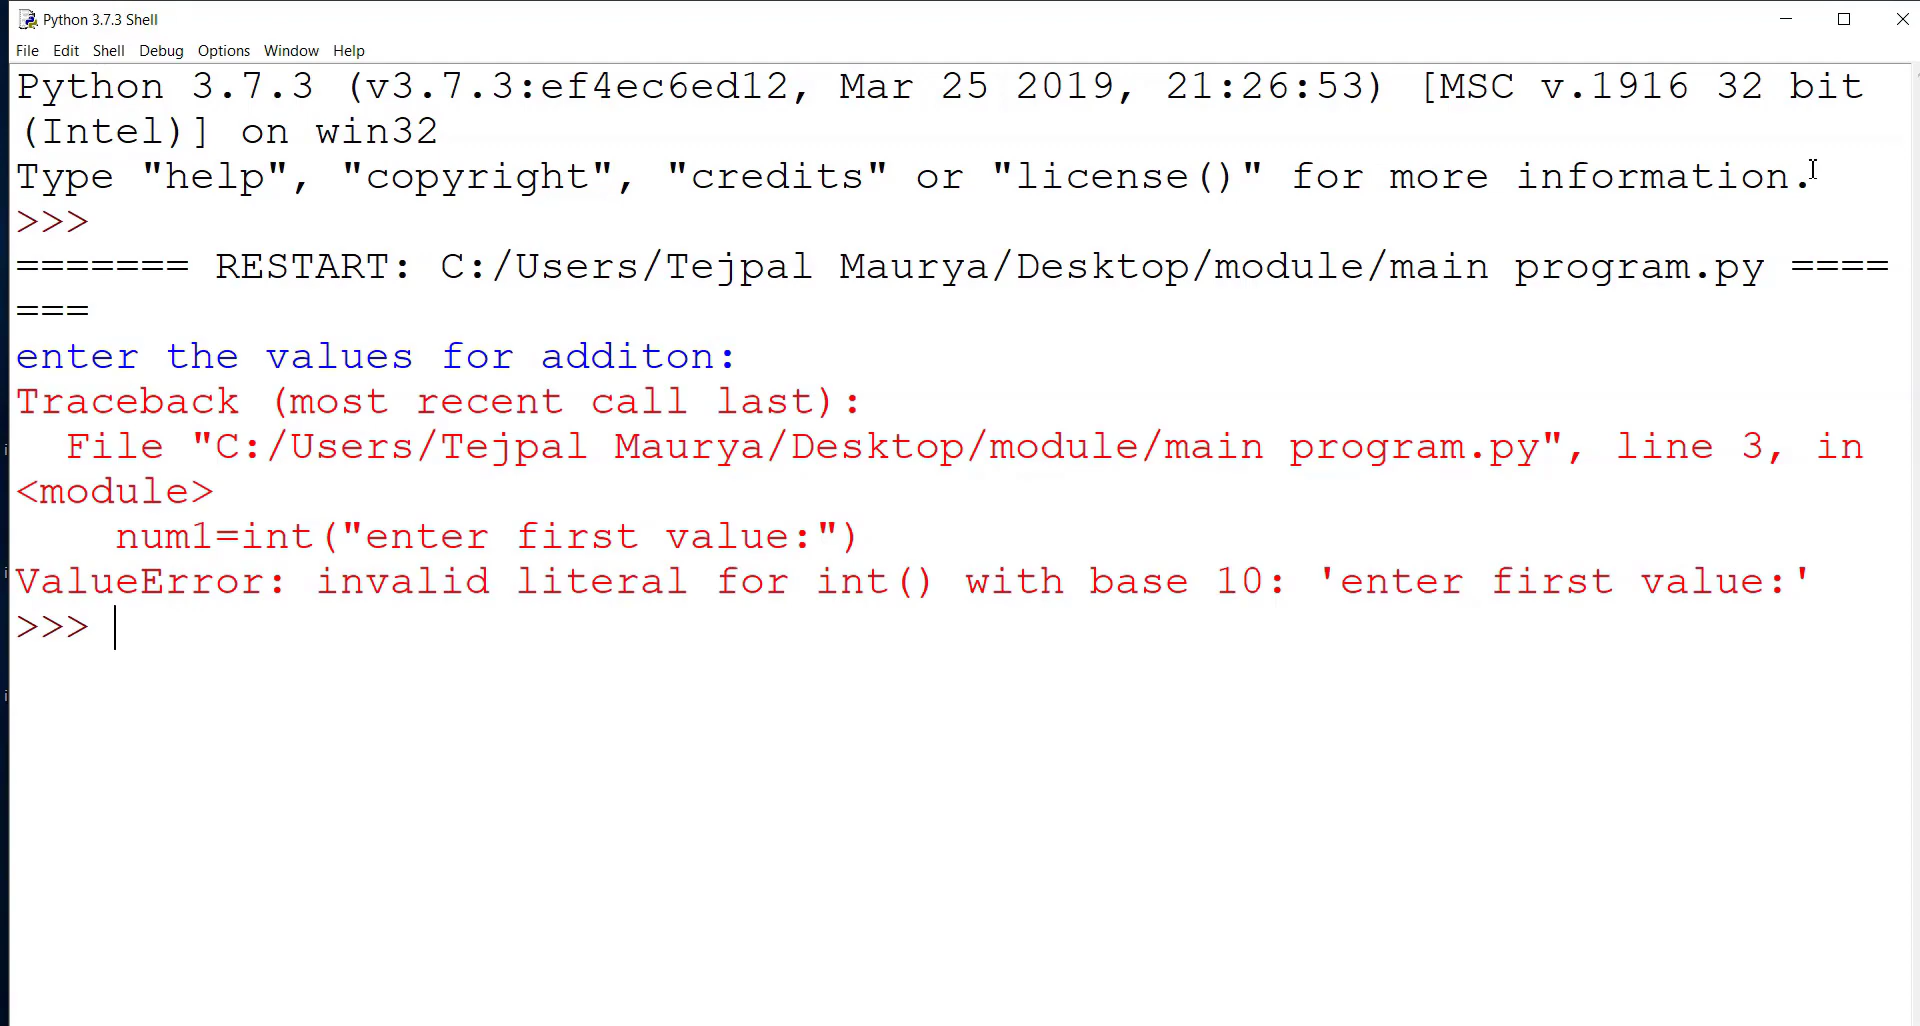 Python 3.7.3 Shell
File Edit Shell Debug Options Window Help
Python 3.7.3 (v3.7.3:ef4ec6ed12, Mar 25 2019, 21:26:53) [MSC v.1916 32 bit
(Intel)] on win32
Type "help", "copyright", "credits" or "license()" for more information.
>>>
======= RESTART: C:/Users/Tejpal Maurya/Desktop/module/main program.py ====
===
enter the values for additon:
Traceback (most recent call last):
  File "C:/Users/Tejpal Maurya/Desktop/module/main program.py", line 3, in
<module>
    num1=int("enter first value:")
ValueError: invalid literal for int() with base 10: 'enter first value:'
>>>